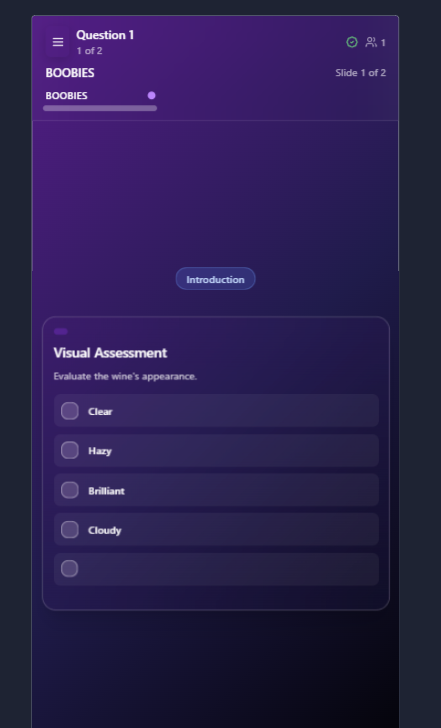 Question 1
1 of 2
1
BOOBIES
Slide 1 of 2
BOOBIES
Introduction
Visual Assessment
Evaluate the wine's appearance.
Clear
Hazy
Brilliant
Cloudy